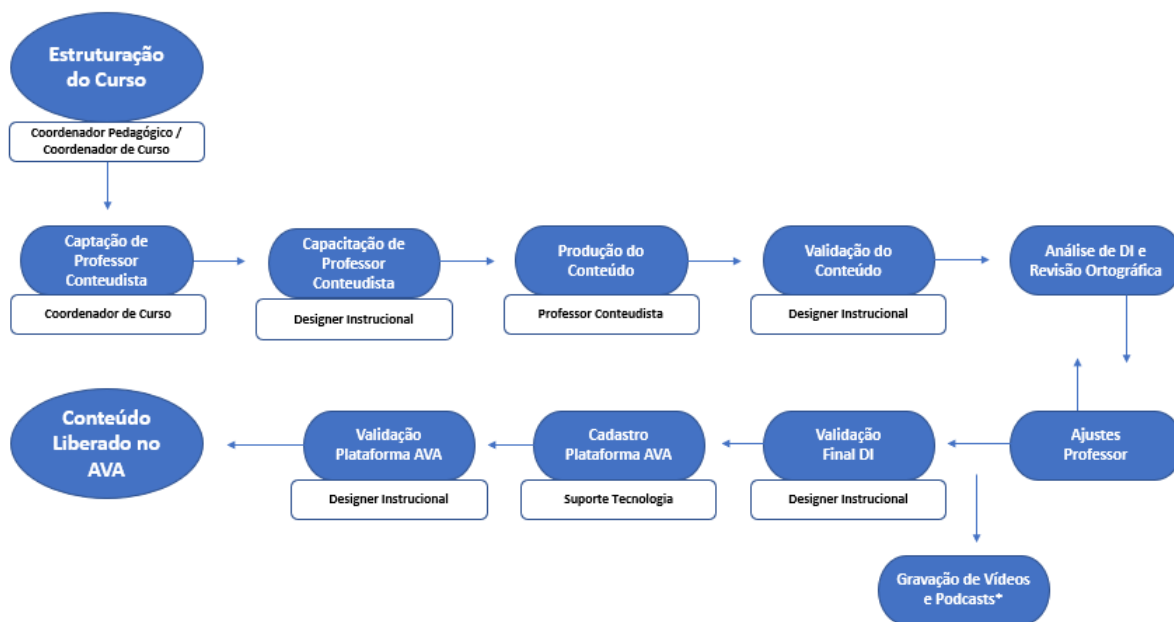 Estruturação
do Curso
Coordenador Pedagógico /
Coordenador de Curso
Captação de
Professor
Conteudista
Coordenador de Curso
Capacitação de
Professor
Conteudista
Designer Instrucional
Produção do
Conteúdo
Professor Conteudista
Validação do
Conteúdo
Designer Instrucional
Análise de DI e
Revisão Ortográfica
Ajustes
Professor
Validação
Final DI
Designer Instrucional
Cadastro
Plataforma AVA
Suporte Tecnologia
Validação
Plataforma AVA
Designer Instrucional
Conteúdo
Liberado no
AVA
Gravação de Vídeos
e Podcasts*